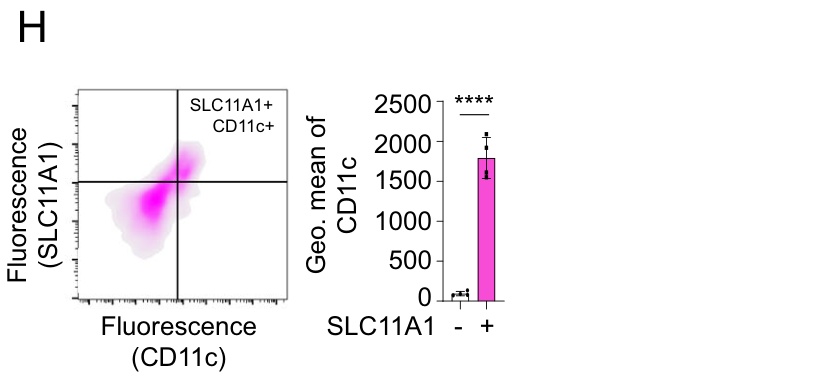 H
SLC11A1+
CD11c+
Fluorescence
(SLC11A1)
Fluorescence
(CD11c)
Geo. mean of
CD11c
****
2500
2000
1500
1000
500
0
SLC11A1 - +